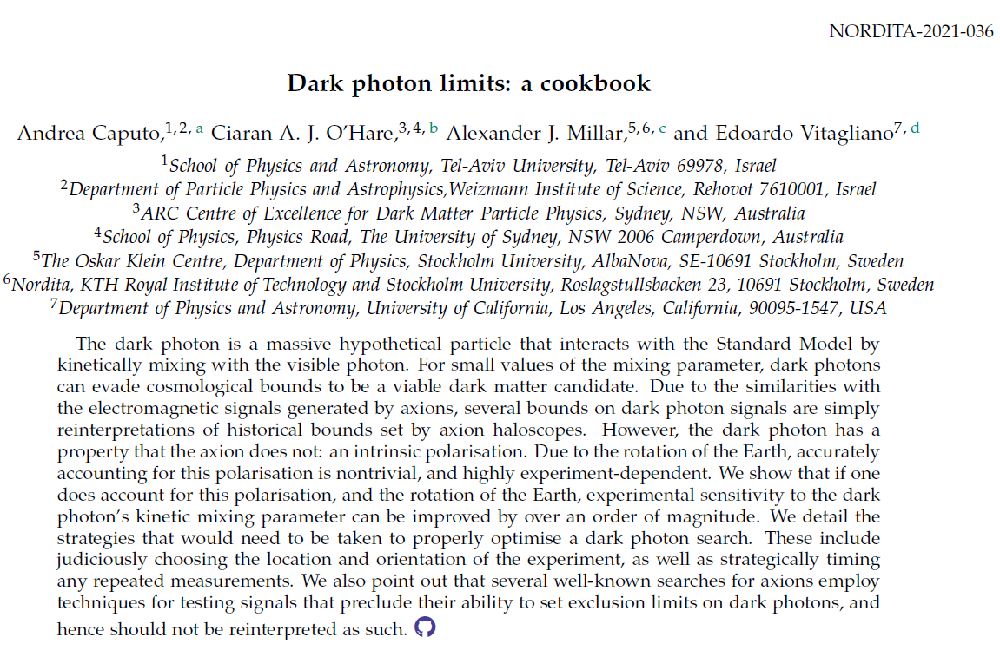 NORDITA-2021-036
Dark photon limits: a cookbook
Andrea Caputo,1,2, a Ciaran A. J. O'Hare,3,4, b Alexander J. Millar,5,6, c and Edoardo Vitagliano7, d
1School of Physics and Astronomy, Tel-Aviv University, Tel-Aviv 69978, Israel
2Department of Particle Physics and Astrophysics,Weizmann Institute of Science, Rehovot 7610001, Israel
3ARC Centre of Excellence for Dark Matter Particle Physics, Sydney, NSW, Australia
4School of Physics, Physics Road, The University of Sydney, NSW 2006 Camperdown, Australia
5The Oskar Klein Centre, Department of Physics, Stockholm University, AlbaNova, SE-10691 Stockholm, Sweden
6Nordita, KTH Royal Institute of Technology and Stockholm University, Roslagstullsbacken 23, 10691 Stockholm, Sweden
7Department of Physics and Astronomy, University of California, Los Angeles, California, 90095-1547, USA
The dark photon is a massive hypothetical particle that interacts with the Standard Model by
kinetically mixing with the visible photon. For small values of the mixing parameter, dark photons
can evade cosmological bounds to be a viable dark matter candidate. Due to the similarities with
the electromagnetic signals generated by axions, several bounds on dark photon signals are simply
reinterpretations of historical bounds set by axion haloscopes. However, the dark photon has a
property that the axion does not: an intrinsic polarisation. Due to the rotation of the Earth, accurately
accounting for this polarisation is nontrivial, and highly experiment-dependent. We show that if one
does account for this polarisation, and the rotation of the Earth, experimental sensitivity to the dark
photon's kinetic mixing parameter can be improved by over an order of magnitude. We detail the
strategies that would need to be taken to properly optimise a dark photon search. These include
judiciously choosing the location and orientation of the experiment, as well as strategically timing
any repeated measurements. We also point out that several well-known searches for axions employ
techniques for testing signals that preclude their ability to set exclusion limits on dark photons, and
hence should not be reinterpreted as such.